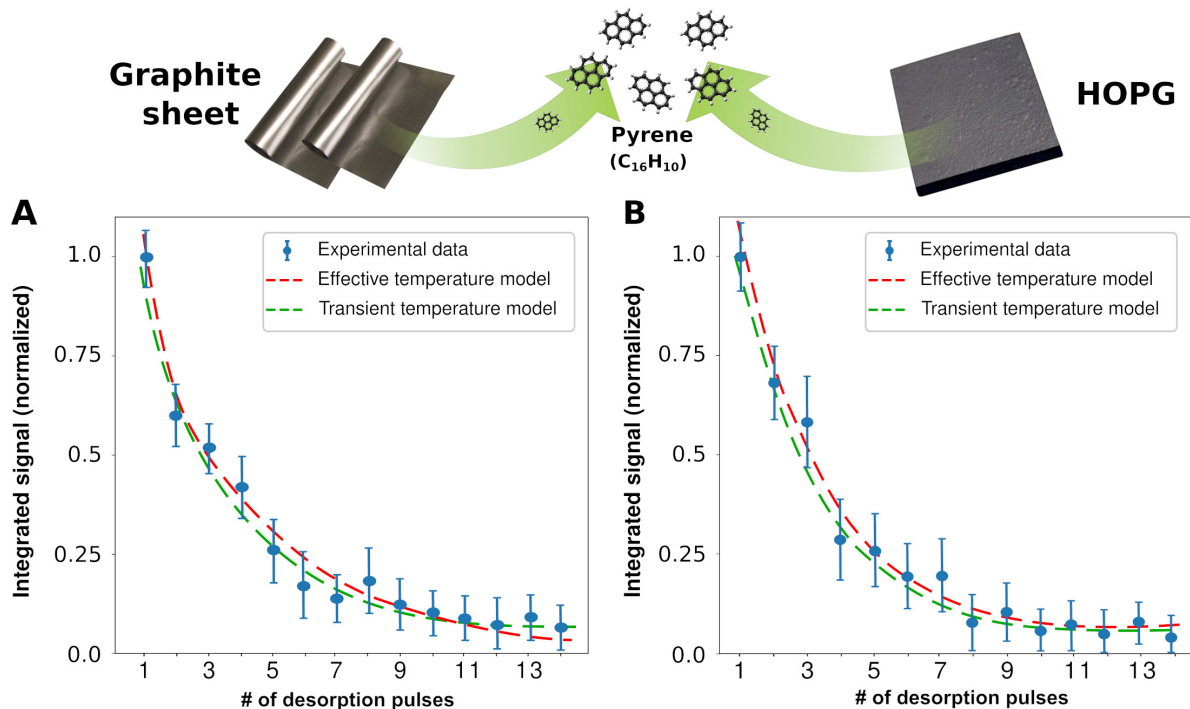 Graphite
sheet
Pyrene
(C₁₆H₁₀)
HOPG
A
Integrated signal (normalized)
1.0
0.75
0.5
0.25
0.0
Experimental data
Effective temperature model
Transient temperature model
1 3 5 7 9 11 13
# of desorption pulses
B
Integrated signal (normalized)
1.0
0.75
0.5
0.25
0.0
Experimental data
Effective temperature model
Transient temperature model
1 3 5 7 9 11 13
# of desorption pulses